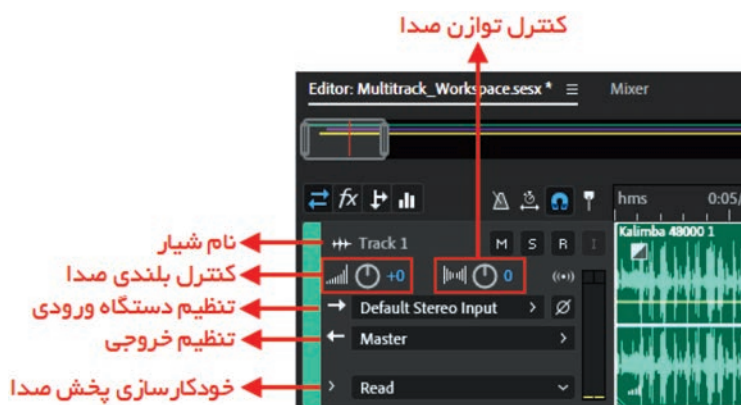 کنترل توازن صدا
Editor: Multitrack_Workspace.sesx * ≡ Mixer
fx
hms 0:05/
Kalimba 48000 1
نام شیار
Track 1 M S R I
کنترل بلندی صدا
+0 0
تنظیم دستگاه ورودی
Default Stereo Input > Ø
تنظیم خروجی
Master >
خودکارسازی پخش صدا
> Read